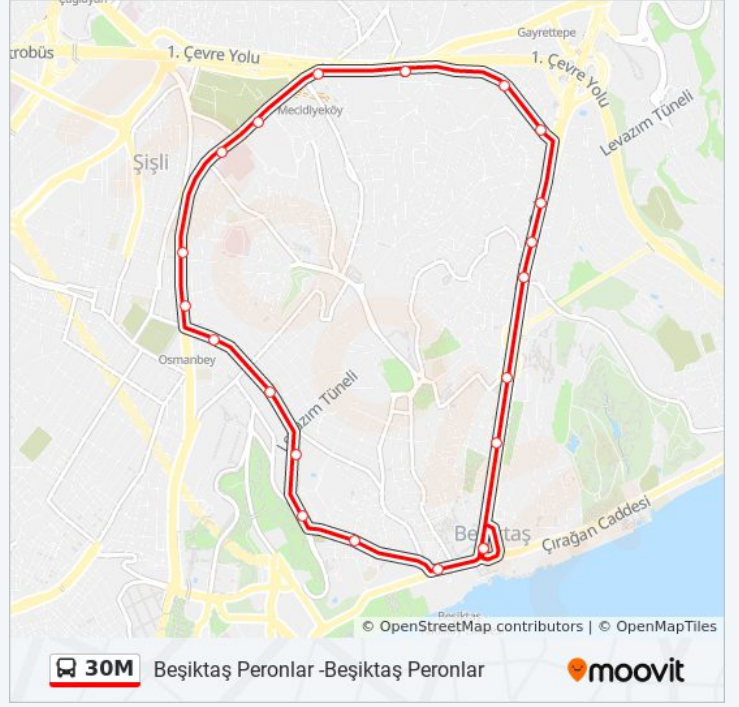 Gayrettepe
trobüs
1. Çevre Yolu
1. Çevre Yolu
Levazım Tüneli
Mecidiyeköy
Şişli
Osmanbey
Levazım Tüneli
Beşiktaş
Çırağan Caddesi
Beşiktaş
© OpenStreetMap contributors | © OpenMapTiles
30M Beşiktaş Peronlar -Beşiktaş Peronlar moovit